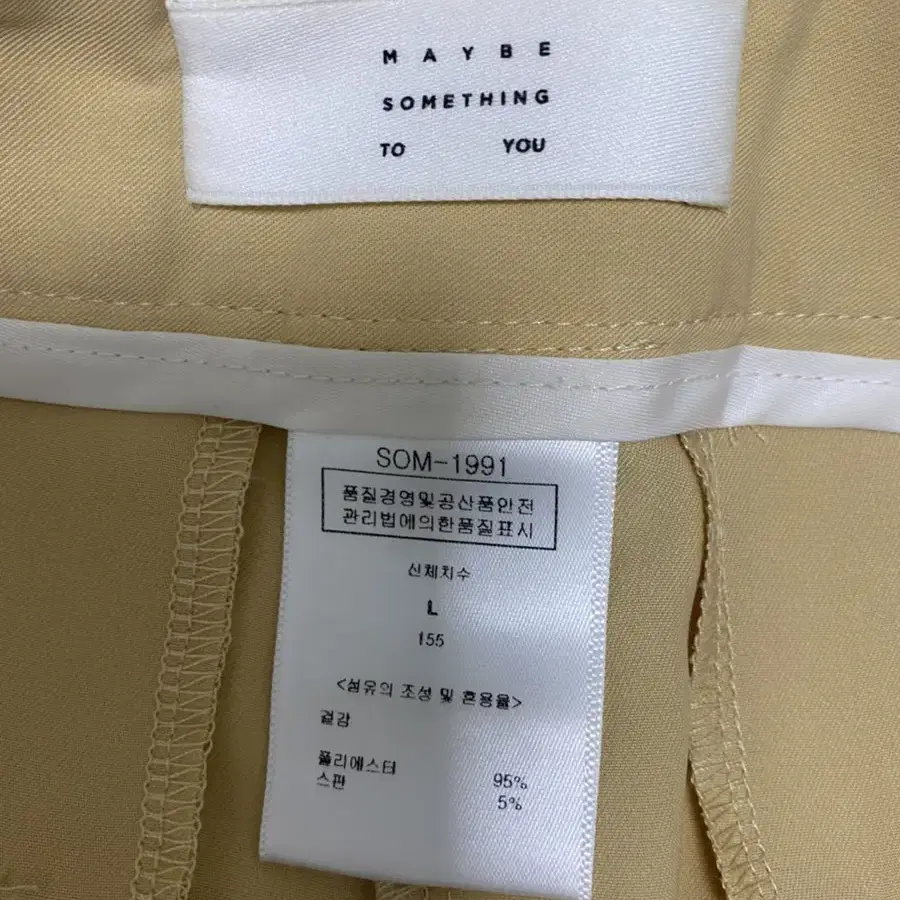 MAYBE
SOMETHING
TO YOU
SOM-1991
품질경영및공산품안전
관리법에의한품질표시
신체치수
L
155
<섬유의 조성 및 혼용율>
겉감
폴리에스터 95%
스판 5%